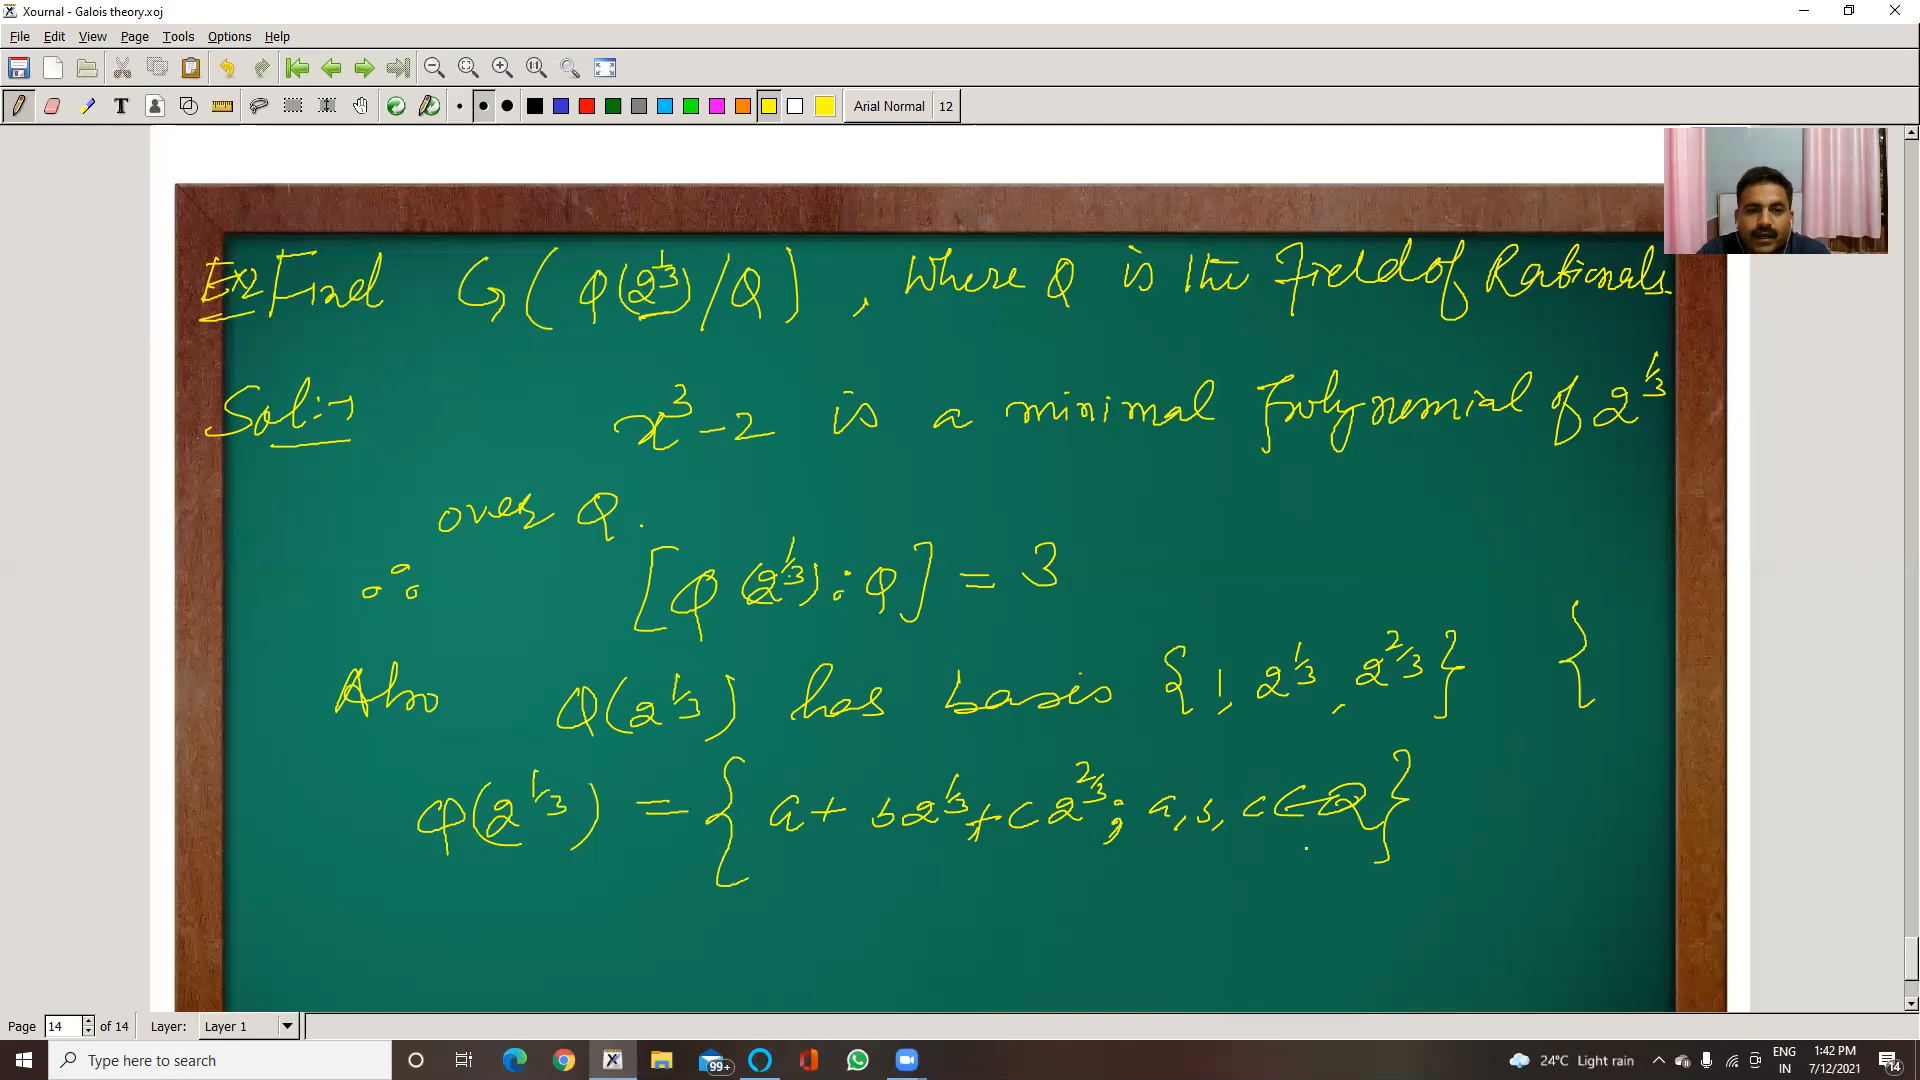 Xournal - Galois theory.xoj
File Edit View Page Tools Options Help
Arial Normal 12
Ex2 Find G(Q(2^{1/3})/Q), where Q is the Field of Rationals.
Sol:-
x^3 - 2 is a minimal Polynomial of 2^{1/3}
over Q.
∴ [Q(2^{1/3}):Q] = 3
Also Q(2^{1/3}) has basis {1, 2^{1/3}, 2^{2/3}} {
Q(2^{1/3}) = {a + b2^{1/3} + c2^{2/3}; a, b, c ∈ Q}
Page 14 of 14 Layer: Layer 1
Type here to search
99+
24°C Light rain
ENG
IN
1:42 PM
7/12/2021
14